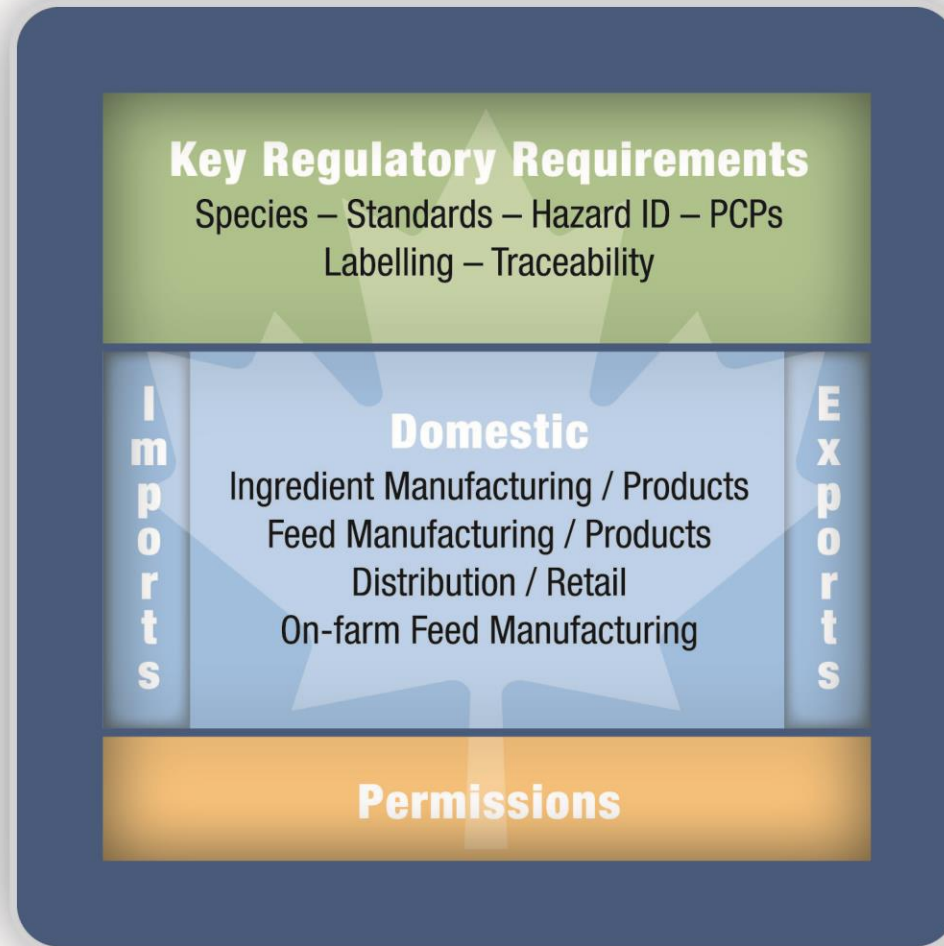 Key Regulatory Requirements
Species – Standards – Hazard ID – PCPs
Labelling – Traceability
Imports
Domestic
Ingredient Manufacturing / Products
Feed Manufacturing / Products
Distribution / Retail
On-farm Feed Manufacturing
Exports
Permissions